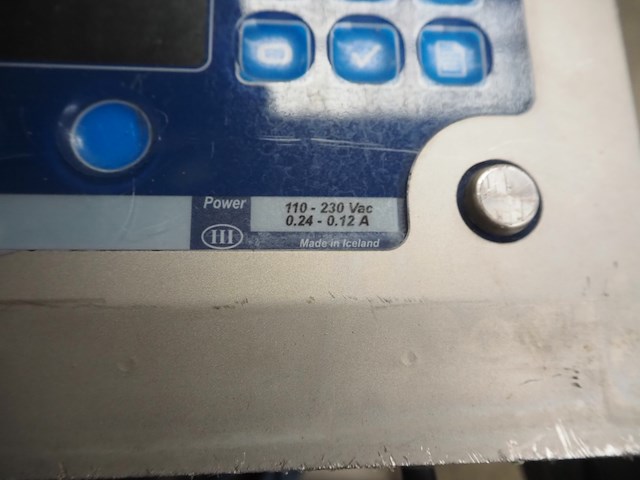 Power
110 - 230 Vac
0.24 - 0.12 A
III
Made in Iceland